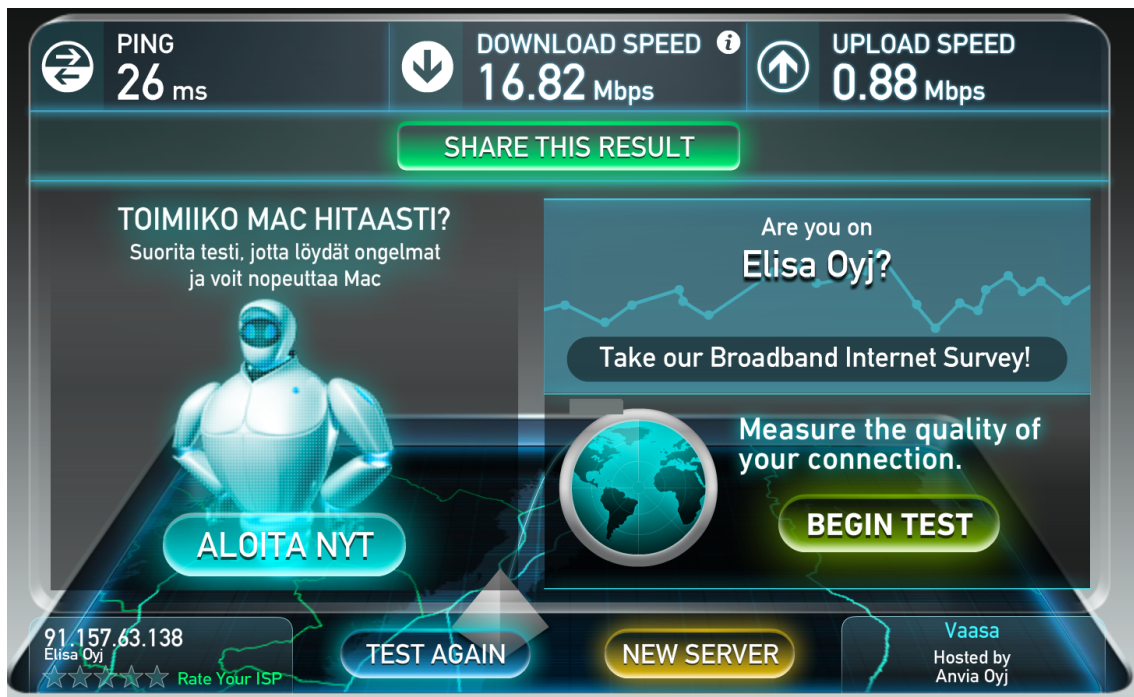 PING
26 ms
DOWNLOAD SPEED i
16.82 Mbps
UPLOAD SPEED
0.88 Mbps
SHARE THIS RESULT
TOIMIIKO MAC HITAASTI?
Suorita testi, jotta löydät ongelmat
ja voit nopeuttaa Mac
ALOITA NYT
Are you on
Elisa Oyj?
Take our Broadband Internet Survey!
Measure the quality of
your connection.
BEGIN TEST
91.157.63.138
Elisa Oyj
Rate Your ISP
TEST AGAIN
NEW SERVER
Vaasa
Hosted by
Anvia Oyj